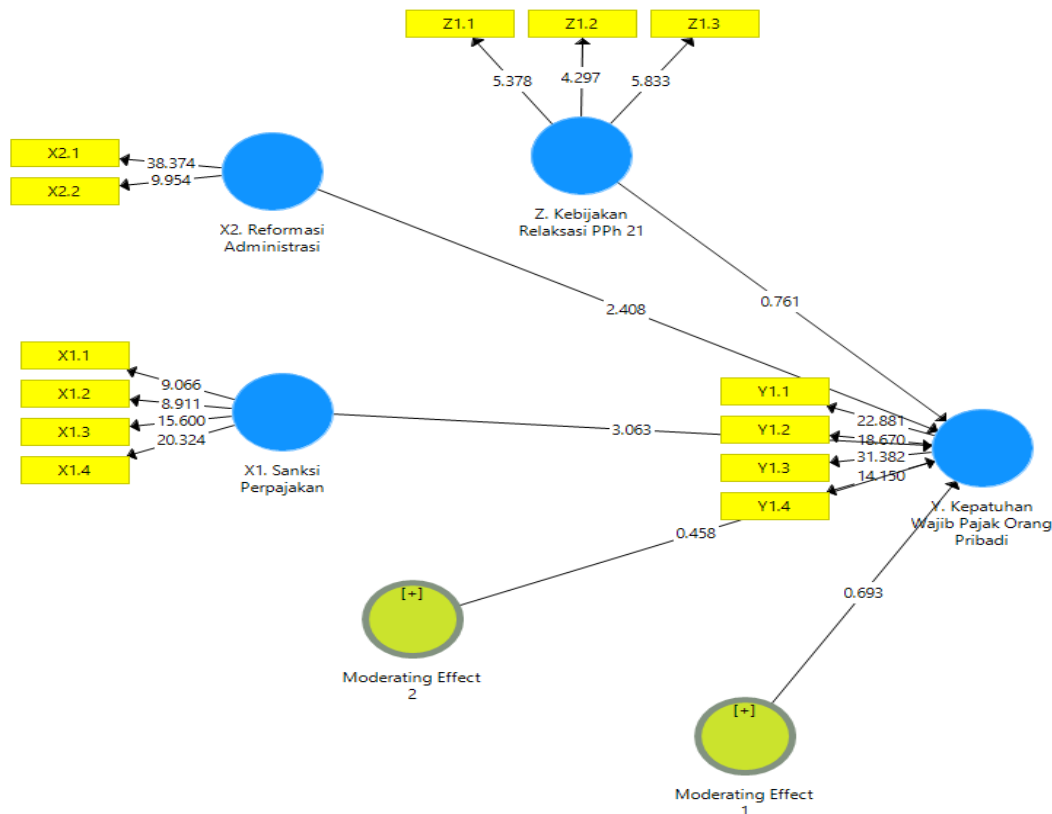 Z1.1
Z1.2
Z1.3
5.378
4.297
5.833
X2.1
X2.2
38.374
9.954
X2. Reformasi
Administrasi
Z. Kebijakan
Relaksasi PPh 21
2.408
0.761
X1.1
X1.2
X1.3
X1.4
9.066
8.911
15.600
20.324
X1. Sanksi
Perpajakan
3.063
Y1.1
Y1.2
Y1.3
Y1.4
22.881
18.670
31.382
14.150
Y. Kepatuhan
Wajib Pajak Orang
Pribadi
0.458
0.693
[+]
Moderating Effect
2
[+]
Moderating Effect
1